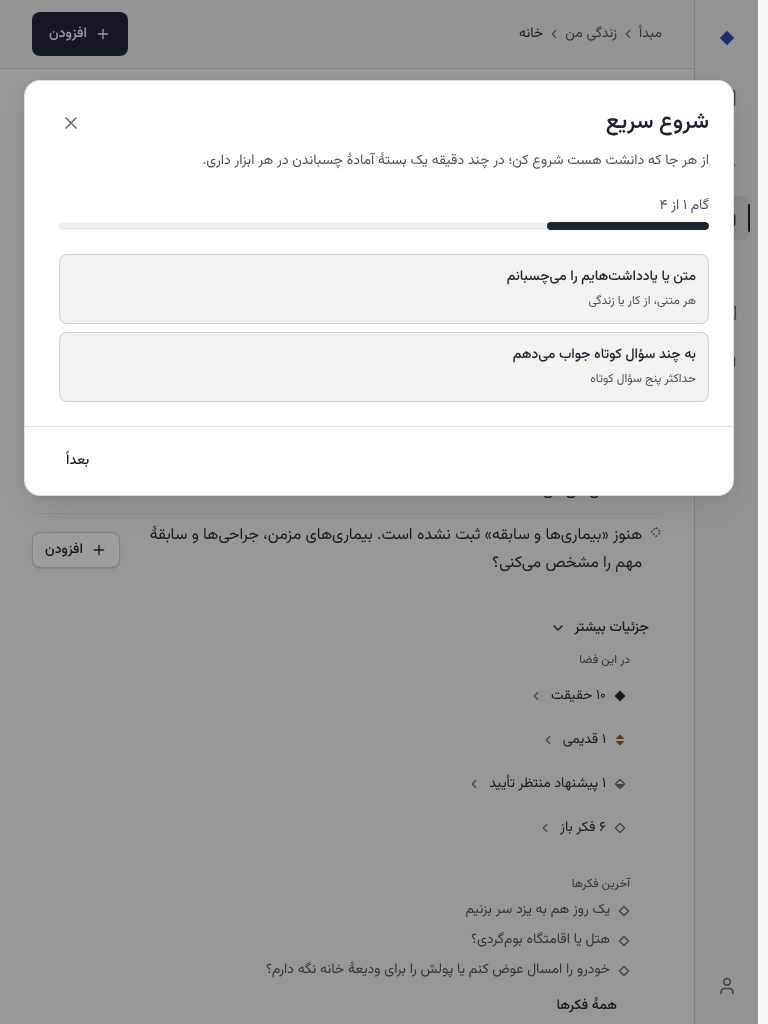 مبدأ › زندگی من › خانه
افزودن
شروع سریع
از هر جا که دانشت هست شروع کن؛ در چند دقیقه یک بستهٔ آمادهٔ چسباندن در هر ابزار داری.
گام ۱ از ۴
متن یا یادداشت‌هایم را می‌چسبانم
هر متنی، از کار یا زندگی
به چند سؤال کوتاه جواب می‌دهم
حداکثر پنج سؤال کوتاه
بعداً
هنوز «بیماری‌ها و سابقه» ثبت نشده است. بیماری‌های مزمن، جراحی‌ها و سابقهٔ
مهم را مشخص می‌کنی؟
افزودن
جزئیات بیشتر
در این فضا
۱۰ حقیقت
۱ قدیمی
۱ پیشنهاد منتظر تأیید
۶ فکر باز
آخرین فکرها
یک روز هم به یزد سر بزنیم
هتل یا اقامتگاه بوم‌گردی؟
خودرو را امسال عوض کنم یا پولش را برای ودیعهٔ خانه نگه دارم؟
همهٔ فکرها